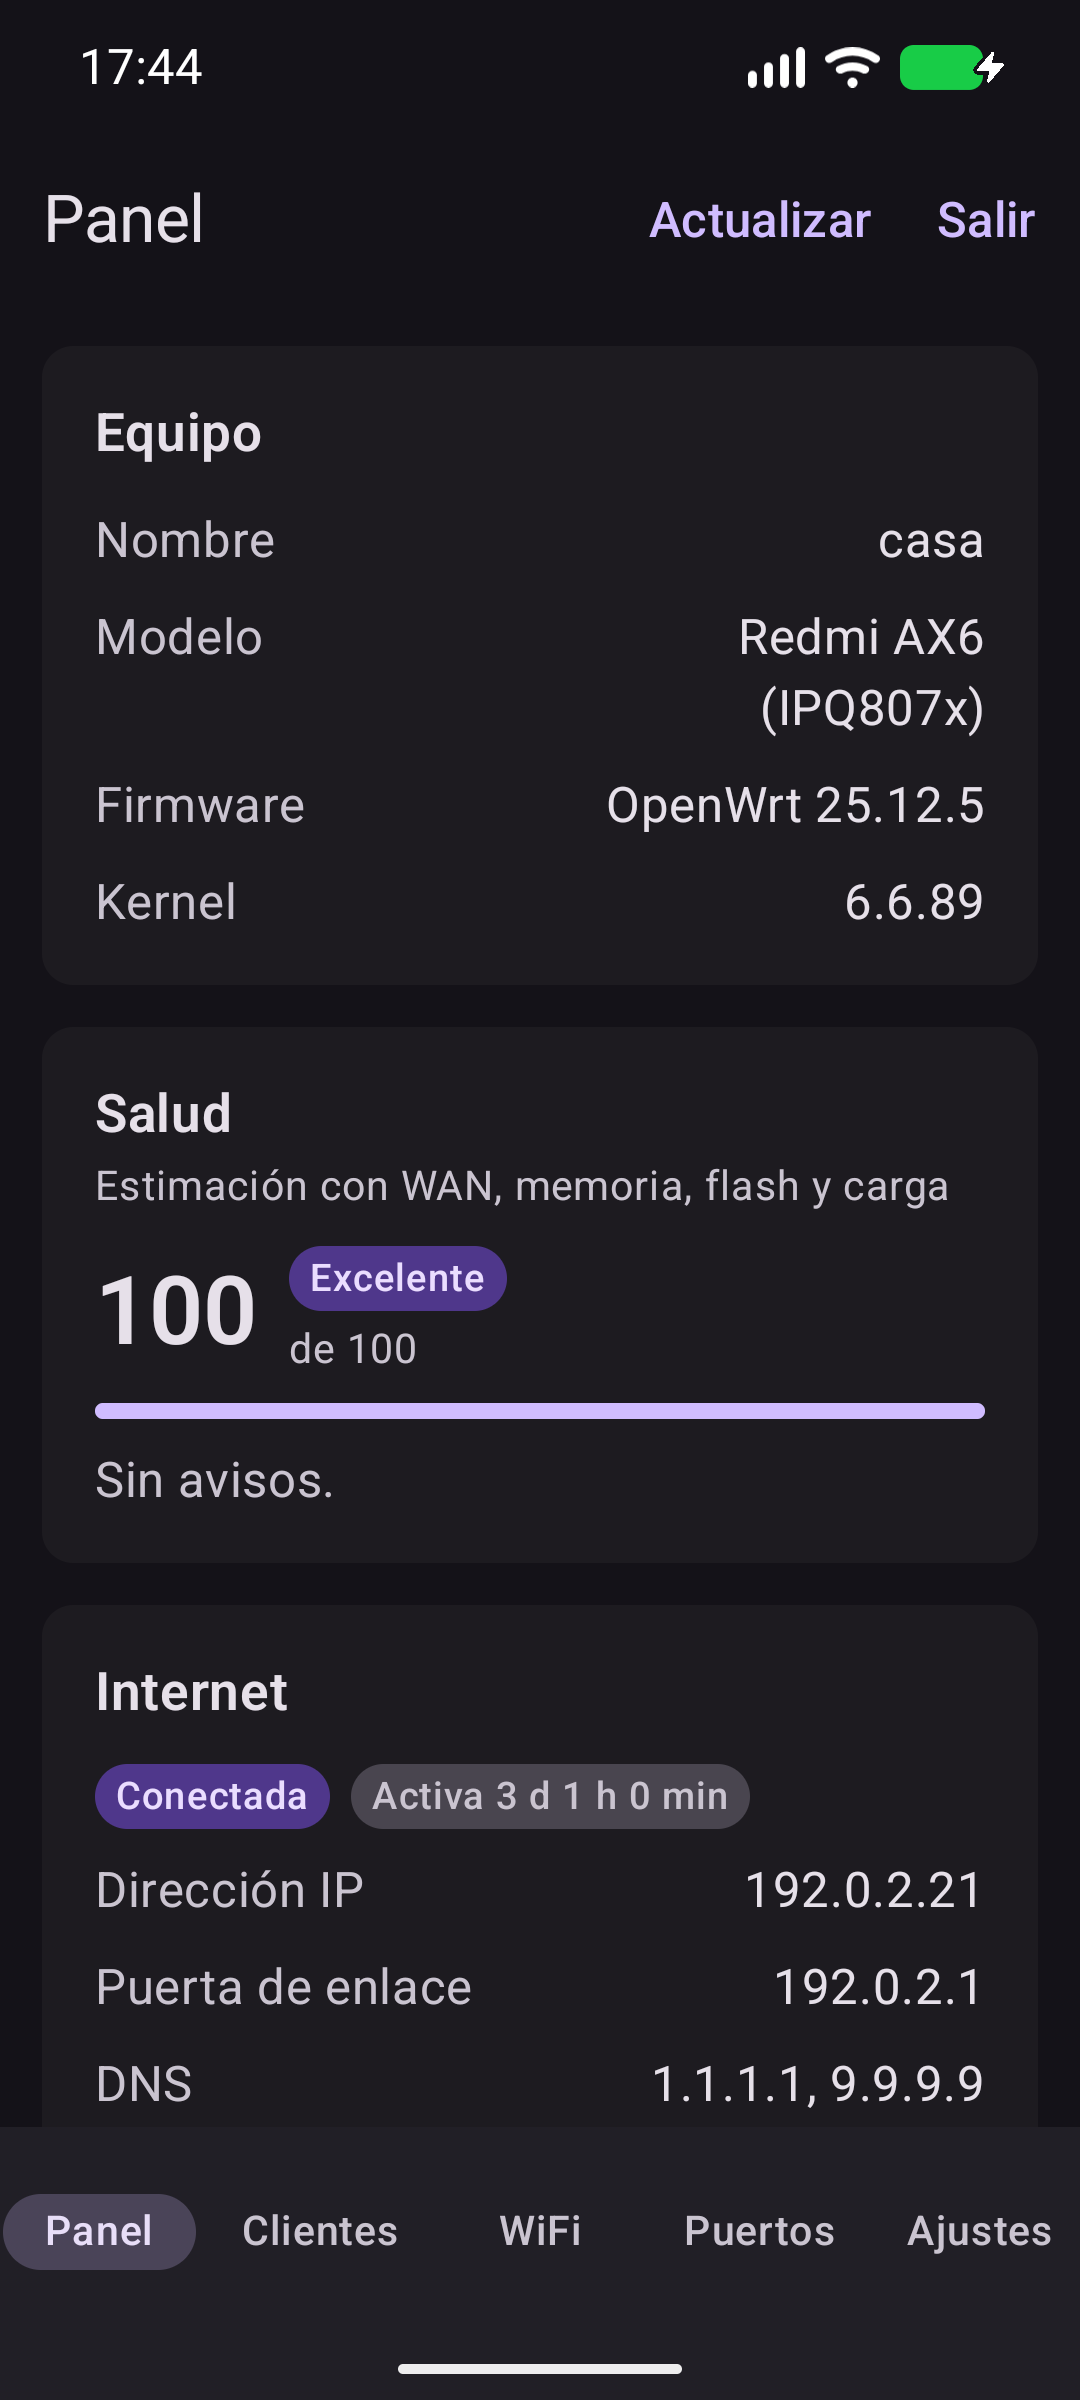 17:44
Panel
Actualizar
Salir
Equipo
Nombre
casa
Modelo
Redmi AX6
(IPQ807x)
Firmware
OpenWrt 25.12.5
Kernel
6.6.89
Salud
Estimación con WAN, memoria, flash y carga
100
Excelente
de 100
Sin avisos.
Internet
Conectada
Activa 3 d 1 h 0 min
Dirección IP
192.0.2.21
Puerta de enlace
192.0.2.1
DNS
1.1.1.1, 9.9.9.9
Panel
Clientes
WiFi
Puertos
Ajustes